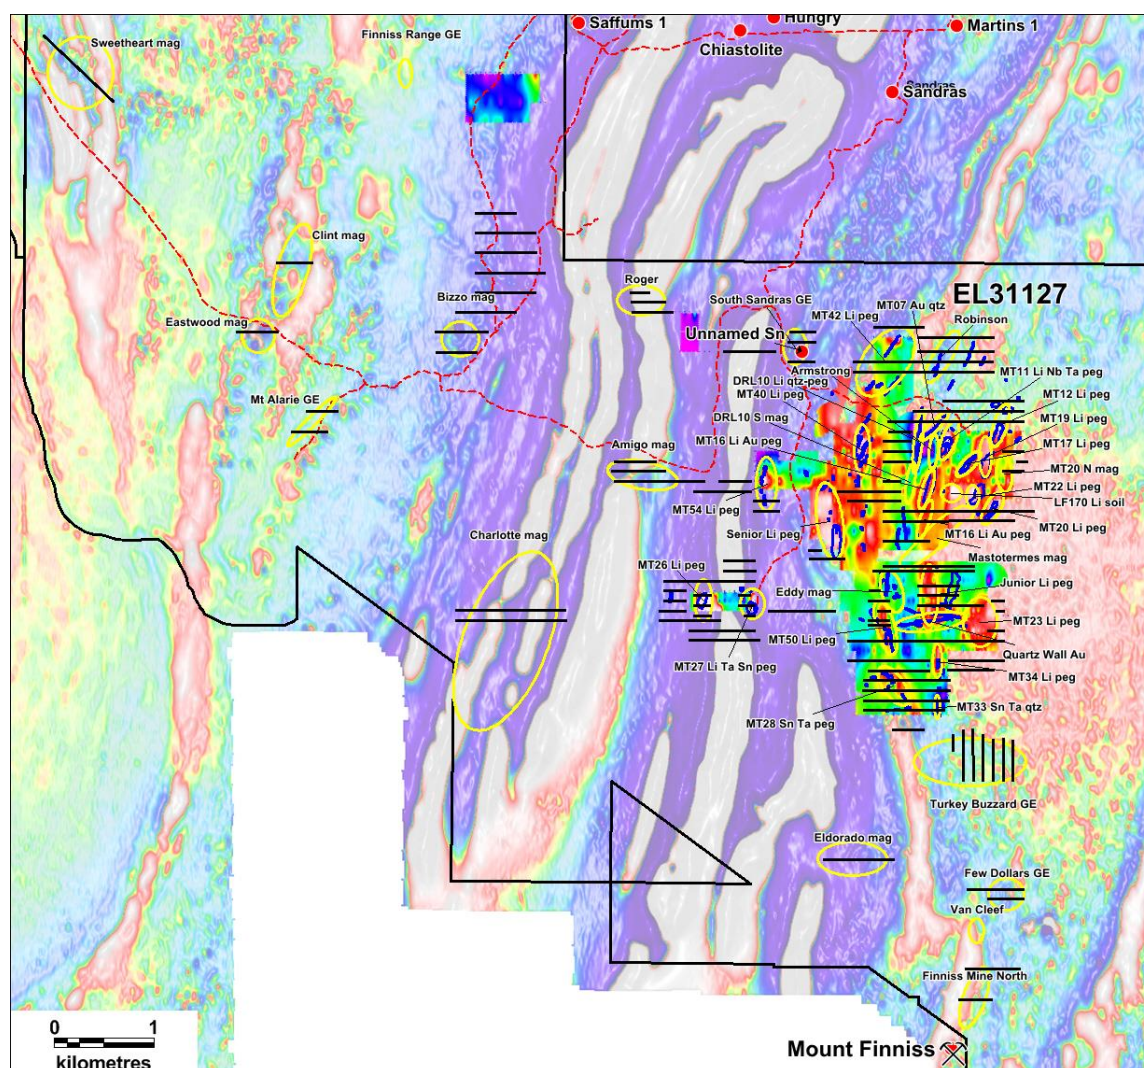 Saffums 1
Hungry
Martins 1
Sweetheart mag
Finniss Range GE
Chiastolite
Sandras
Sandras
Clint mag
Roger
EL31127
Bizzo mag
South Sandras GE
MT07 Au qtz
MT42 Li peg
Robinson
Eastwood mag
Unnamed Sn
Armstrong
MT11 Li Nb Ta peg
DRL10 Li qtz-peg
MT40 Li peg
MT12 Li peg
Mt Alarie GE
DRL10 S mag
MT19 Li peg
Amigo mag
MT16 Li Au peg
MT17 Li peg
MT20 N mag
MT22 Li peg
LF170 Li soil
MT54 Li peg
MT20 Li peg
Senior Li peg
MT16 Li Au peg
Charlotte mag
Mastotermes mag
MT26 Li peg
Eddy mag
Junior Li peg
MT23 Li peg
MT50 Li peg
Quartz Wall Au
MT27 Li Ta Sn peg
MT34 Li peg
MT33 Sn Ta qtz
MT28 Sn Ta peg
Turkey Buzzard GE
Eldorado mag
Few Dollars GE
Van Cleef
Finniss Mine North
0 1
kilometres
Mount Finniss